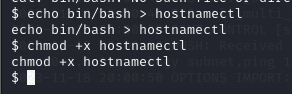 $ echo bin/bash > hostnamectl
echo bin/bash > hostnamectl
$ chmod +x hostnamectl
chmod +x hostnamectl
$